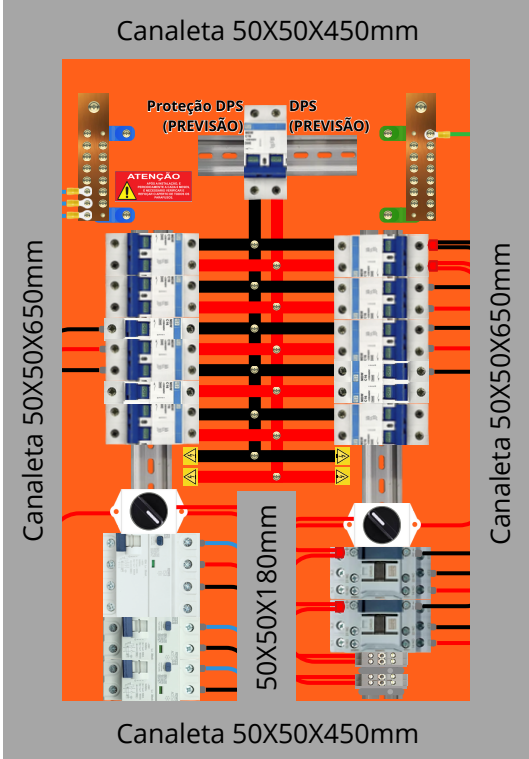 Canaleta 50X50X450mm
Proteção DPS
(PREVISÃO)
DPS
(PREVISÃO)
ATENÇÃO
Canaleta 50X50X650mm
Canaleta 50X50X650mm
50X50X180mm
Canaleta 50X50X450mm